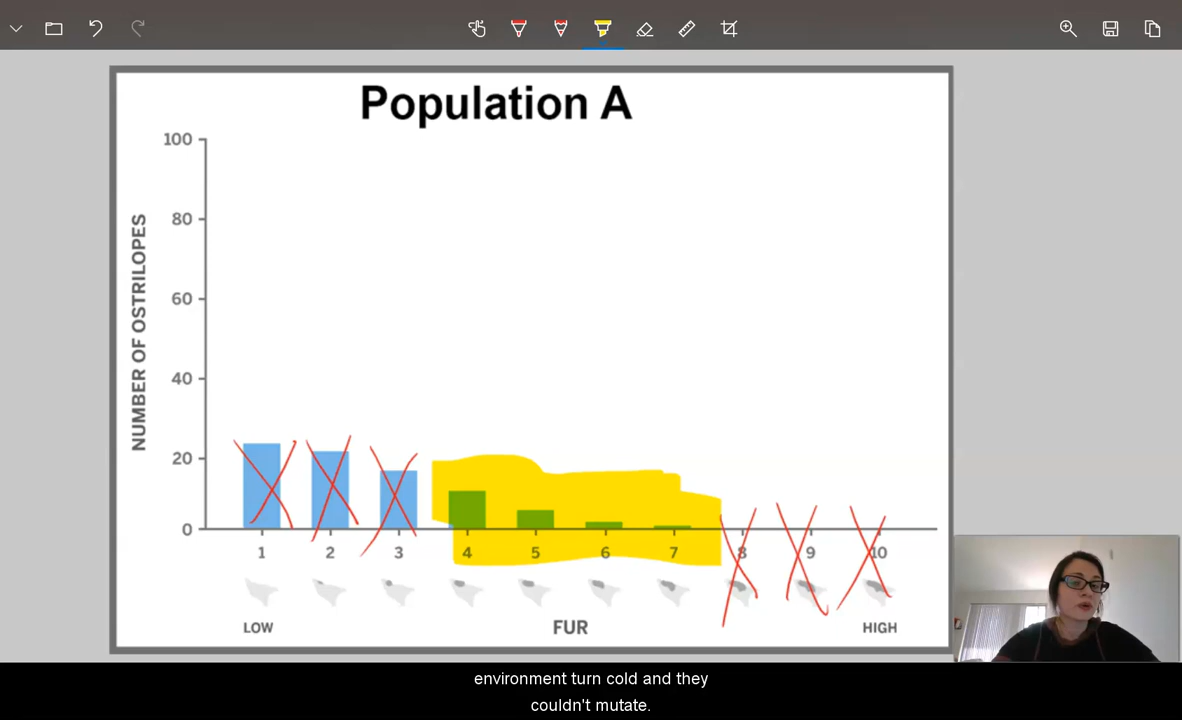 Population A
NUMBER OF OSTRILOPES
100
80
60
40
20
0
1 2 3 4 5 6 7 8 9 10
LOW FUR HIGH
environment turn cold and they
couldn't mutate.